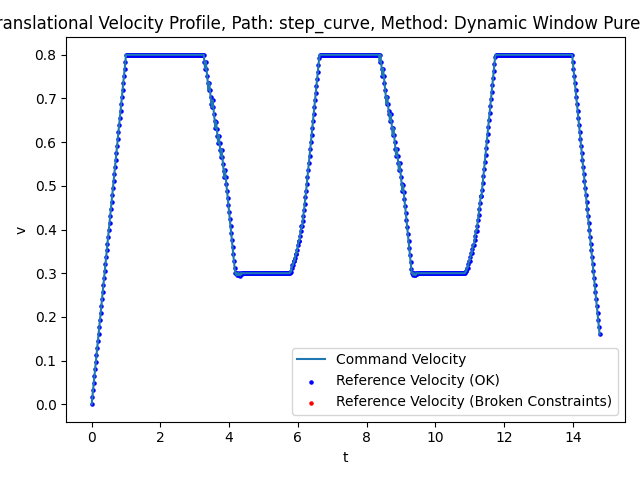 ranslational Velocity Profile, Path: step_curve, Method: Dynamic Window Pure
0.8
0.7
0.6
0.5
0.4
0.3
0.2
0.1
0.0
v
Command Velocity
Reference Velocity (OK)
Reference Velocity (Broken Constraints)
0 2 4 6 8 10 12 14
t